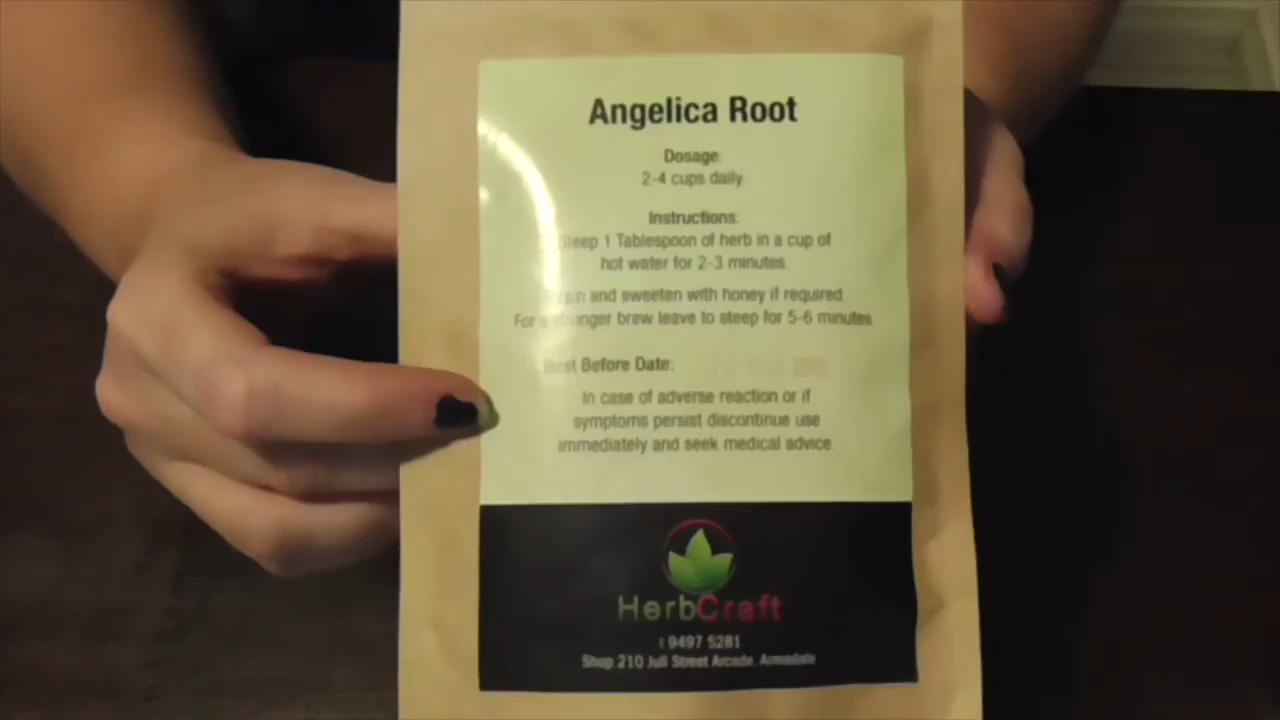 Angelica Root
Dosage:
2-4 cups daily.
Instructions:
Steep 1 Tablespoon of herb in a cup of
hot water for 2-3 minutes.
and sweeten with honey if required
For a stronger brew leave to steep for 5-6 minutes.
Best Before Date:
In case of adverse reaction or if
symptoms persist discontinue use
immediately and seek medical advice.
HerbCraft
t 9497 5281
Shop 210 Jull Street Arcade, Armadale